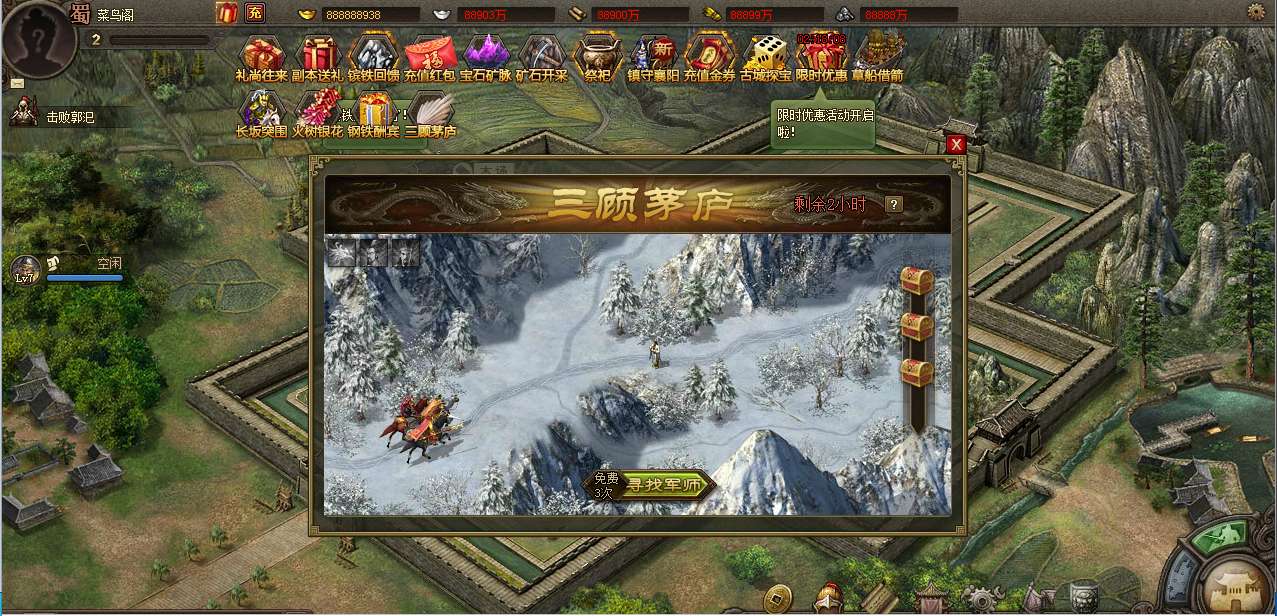 蜀
菜鸟阁
充
888888938
88903万
88900万
88899万
88888万
2
02:15:08
新
福
礼尚往来 副本送礼 镔铁回馈 充值红包 宝石矿脉 矿石开采 祭祀 镇守襄阳 充值金券 古城探宝 限时优惠 草船借箭
击败郭汜
长坂突围 火树银花 钢铁酬宾 三顾茅庐
限时优惠活动开启
啦!
X
三顾茅庐
剩余2小时
?
Lv7
空闲
免费
3次
寻找军师